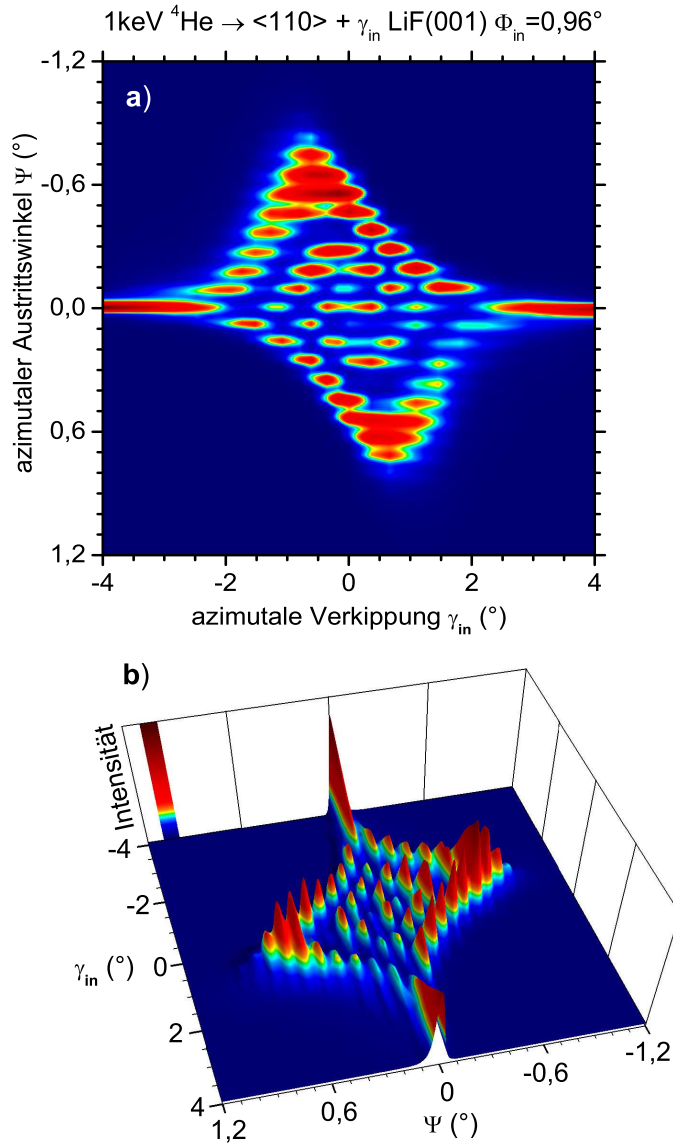 1keV ⁴He → <110> + γin LiF(001) Φin=0,96°
a)
azimutaler Austrittswinkel Ψ (°)
-1,2
-0,6
0.0
0.6
1,2
-4 -2 0 2 4
azimutale Verkippung γin (°)
b)
Intensität
-4
-2
γin (°) 0
2
4
1,2 0,6 0 -0,6 -1,2
Ψ (°)